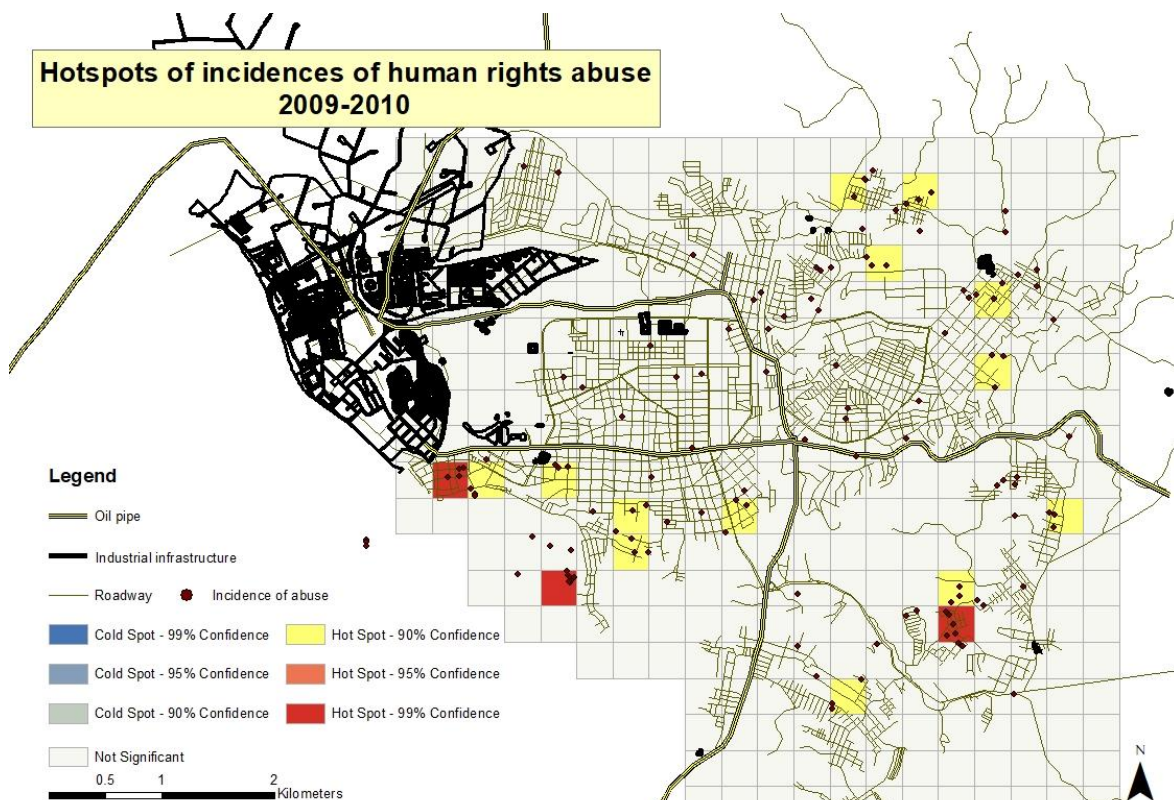 Hotspots of incidences of human rights abuse
2009-2010
Legend
Oil pipe
Industrial infrastructure
Roadway
Incidence of abuse
Cold Spot - 99% Confidence
Hot Spot - 90% Confidence
Cold Spot - 95% Confidence
Hot Spot - 95% Confidence
Cold Spot - 90% Confidence
Hot Spot - 99% Confidence
Not Significant
0.5 1 2
Kilometers
N